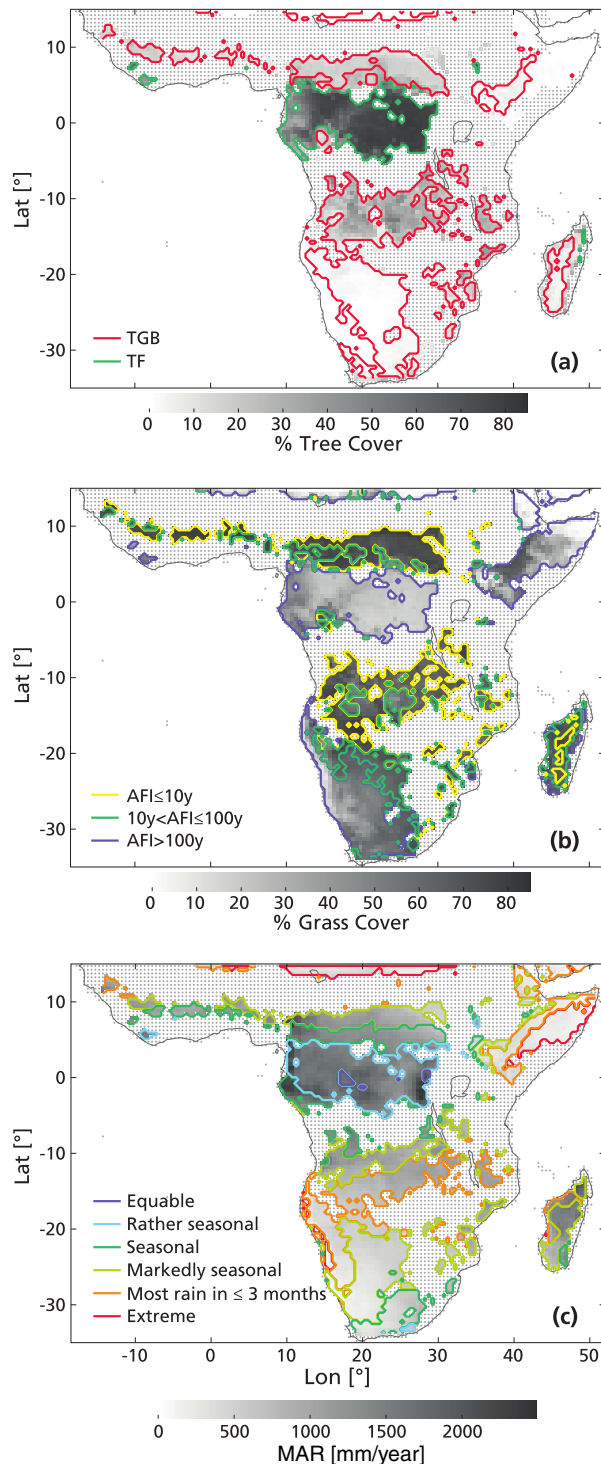 10
0
-10
-20
-30
Lat [°]
TGB
TF
(a)
0 10 20 30 40 50 60 70 80
% Tree Cover
10
0
-10
-20
-30
Lat [°]
AFI≤10y
10y<AFI≤100y
AFI>100y
(b)
0 10 20 30 40 50 60 70 80
% Grass Cover
10
0
-10
-20
-30
Lat [°]
Equable
Rather seasonal
Seasonal
Markedly seasonal
Most rain in ≤ 3 months
Extreme
(c)
-10 0 10 20 30 40 50
Lon [°]
0 500 1000 1500 2000
MAR [mm/year]